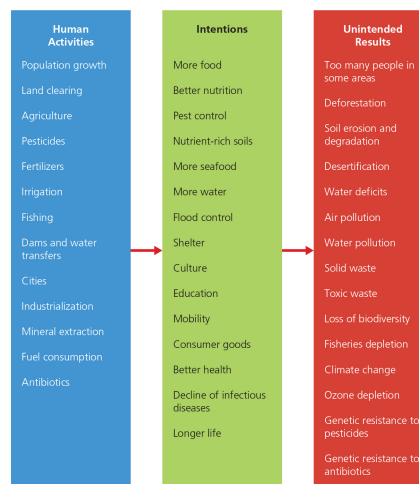 Human
Activities
Population growth
Land clearing
Agriculture
Pesticides
Fertilizers
Irrigation
Fishing
Dams and water
transfers
Cities
Industrialization
Mineral extraction
Fuel consumption
Antibiotics
Intentions
More food
Better nutrition
Pest control
Nutrient-rich soils
More seafood
More water
Flood control
Shelter
Culture
Education
Mobility
Consumer goods
Better health
Decline of infectious
diseases
Longer life
Unintended
Results
Too many people in
some areas
Deforestation
Soil erosion and
degradation
Desertification
Water deficits
Air pollution
Water pollution
Solid waste
Toxic waste
Loss of biodiversity
Fisheries depletion
Climate change
Ozone depletion
Genetic resistance to
pesticides
Genetic resistance to
antibiotics